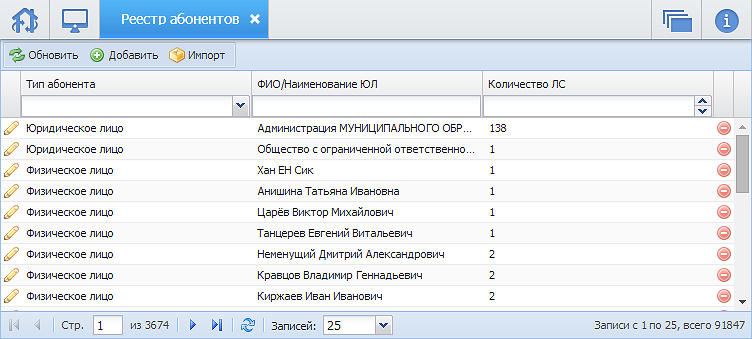 Реестр абонентов
Обновить Добавить Импорт
Тип абонента ФИО/Наименование ЮЛ Количество ЛС
Юридическое лицо Администрация МУНИЦИПАЛЬНОГО ОБР... 138
Юридическое лицо Общество с ограниченной ответственно... 1
Физическое лицо Хан ЕН Сик 1
Физическое лицо Анишина Татьяна Ивановна 1
Физическое лицо Царёв Виктор Михайлович 1
Физическое лицо Танцерев Евгений Витальевич 1
Физическое лицо Неменущий Дмитрий Александрович 2
Физическое лицо Кравцов Владимир Геннадьевич 2
Физическое лицо Киржаев Иван Иванович 2
Стр. 1 из 3674 Записей: 25 Записи с 1 по 25, всего 91847